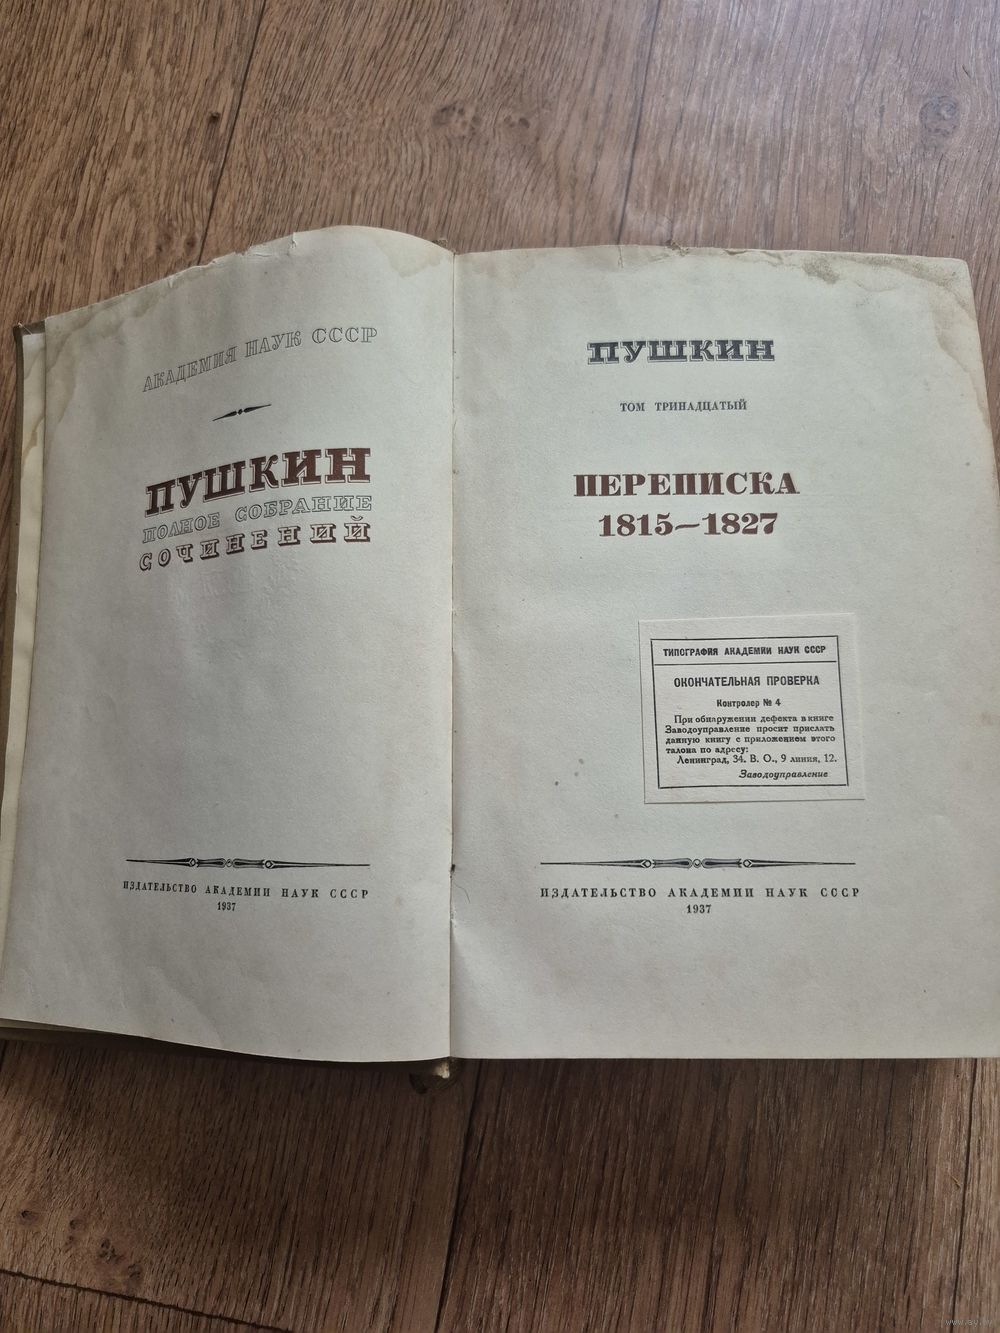 АКАДЕМИЯ НАУК СССР
ПУШКИН
ПОЛНОЕ СОБРАНИЕ
СОЧИНЕНИЙ
ИЗДАТЕЛЬСТВО АКАДЕМИИ НАУК СССР
1937
ПУШКИН
ТОМ ТРИНАДЦАТЫЙ
ПЕРЕПИСКА
1815—1827
ТИПОГРАФИЯ АКАДЕМИИ НАУК СССР
ОКОНЧАТЕЛЬНАЯ ПРОВЕРКА
Контролер № 4
При обнаружении дефекта в книге
Заводоуправление просит прислать
данную книгу с приложением этого
талона по адресу:
Ленинград, 34. В. О., 9 линия, 12.
Заводоуправление
ИЗДАТЕЛЬСТВО АКАДЕМИИ НАУК СССР
1937